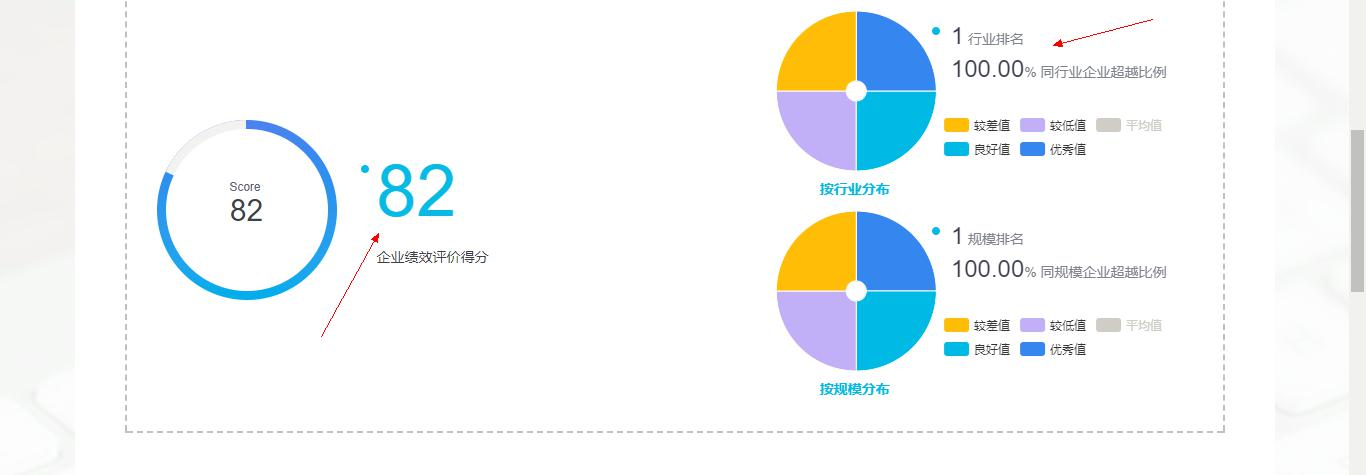 Score
82
82
企业绩效评价得分
1 行业排名
100.00% 同行业企业超越比例
较差值 较低值 平均值
良好值 优秀值
按行业分布
1 规模排名
100.00% 同规模企业超越比例
较差值 较低值 平均值
良好值 优秀值
按规模分布